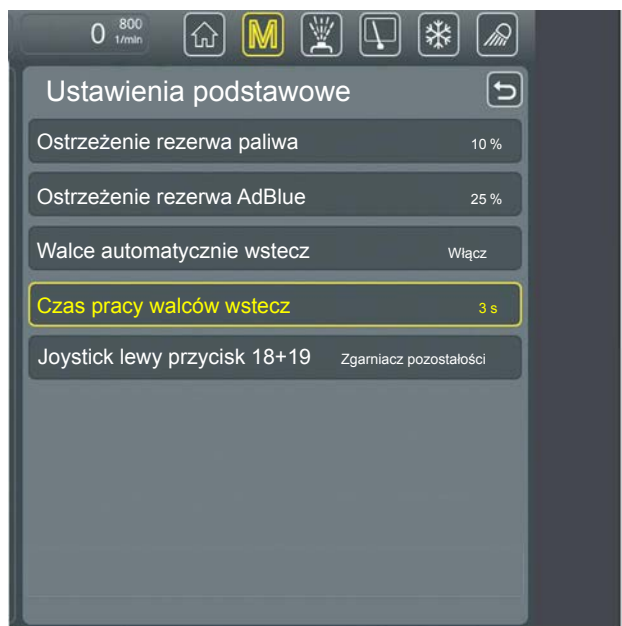 0 800 1/min M
Ustawienia podstawowe
Ostrzeżenie rezerwa paliwa 10 %
Ostrzeżenie rezerwa AdBlue 25 %
Walce automatycznie wstecz Włącz
Czas pracy walców wstecz 3 s
Joystick lewy przycisk 18+19 Zgarniacz pozostałości